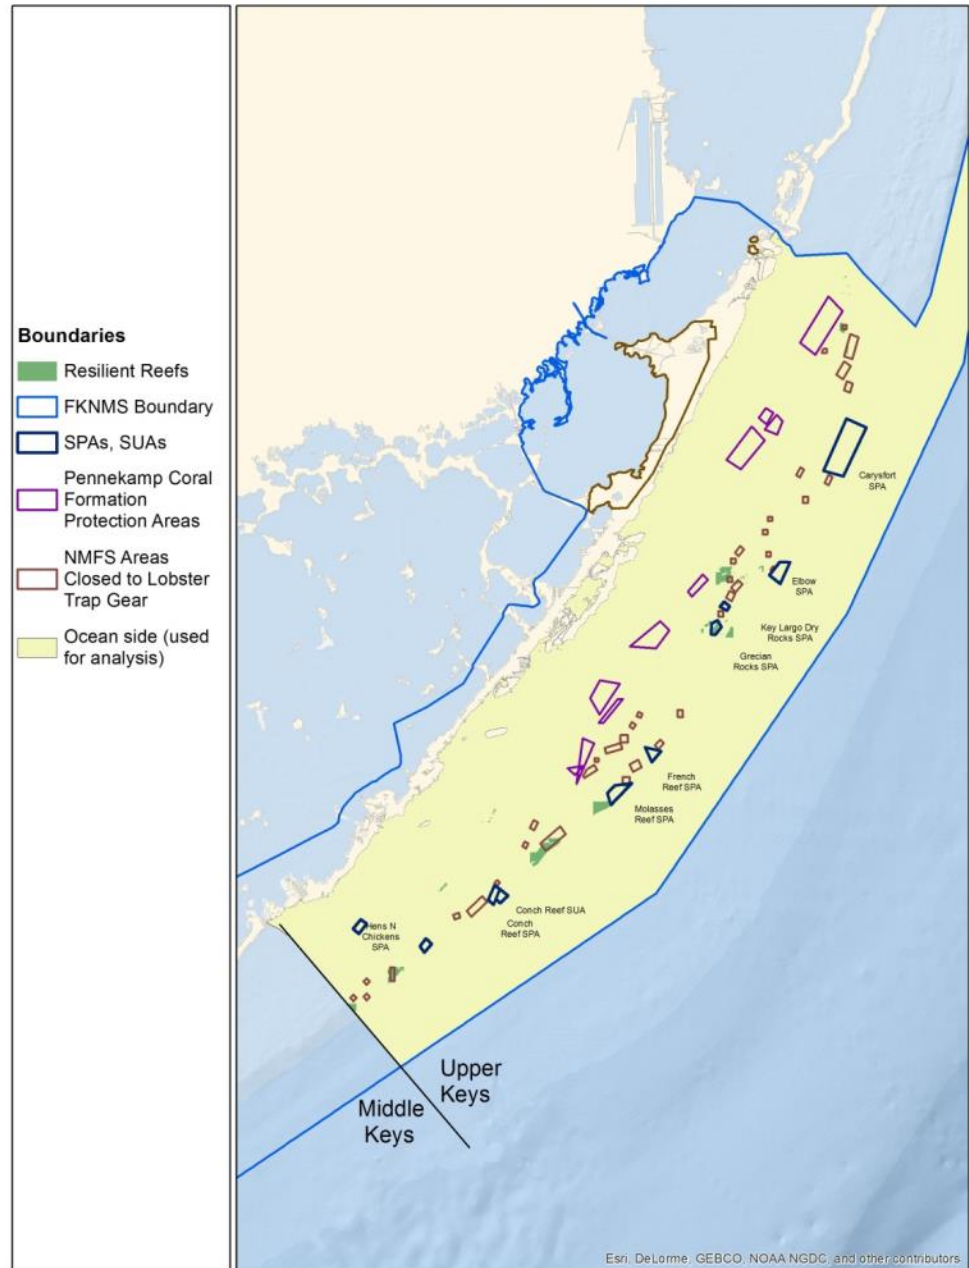 Boundaries
Resilient Reefs
FKNMS Boundary
SPAs, SUAs
Pennekamp Coral
Formation
Protection Areas
NMFS Areas
Closed to Lobster
Trap Gear
Ocean side (used
for analysis)
Carysfort
SPA
Elbow
SPA
Key Largo Dry
Rocks SPA
Grecian
Rocks SPA
French
Reef SPA
Molasses
Reef SPA
Conch Reef SUA
Conch
Reef SPA
Hens N
Chickens
SPA
Upper
Keys
Middle
Keys
Esri, DeLorme, GEBCO, NOAA NGDC, and other contributors